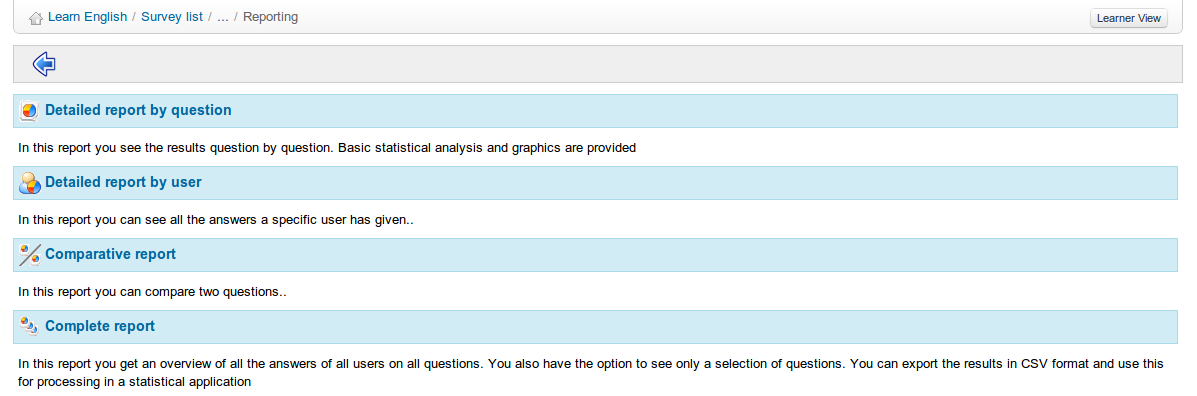 Learn English / Survey list / ... / Reporting
Learner View
Detailed report by question
In this report you see the results question by question. Basic statistical analysis and graphics are provided
Detailed report by user
In this report you can see all the answers a specific user has given..
Comparative report
In this report you can compare two questions..
Complete report
In this report you get an overview of all the answers of all users on all questions. You also have the option to see only a selection of questions. You can export the results in CSV format and use this
for processing in a statistical application